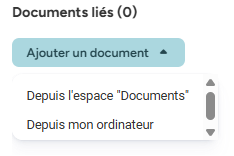 Documents liés (0)
Ajouter un document
Depuis l'espace "Documents"
Depuis mon ordinateur